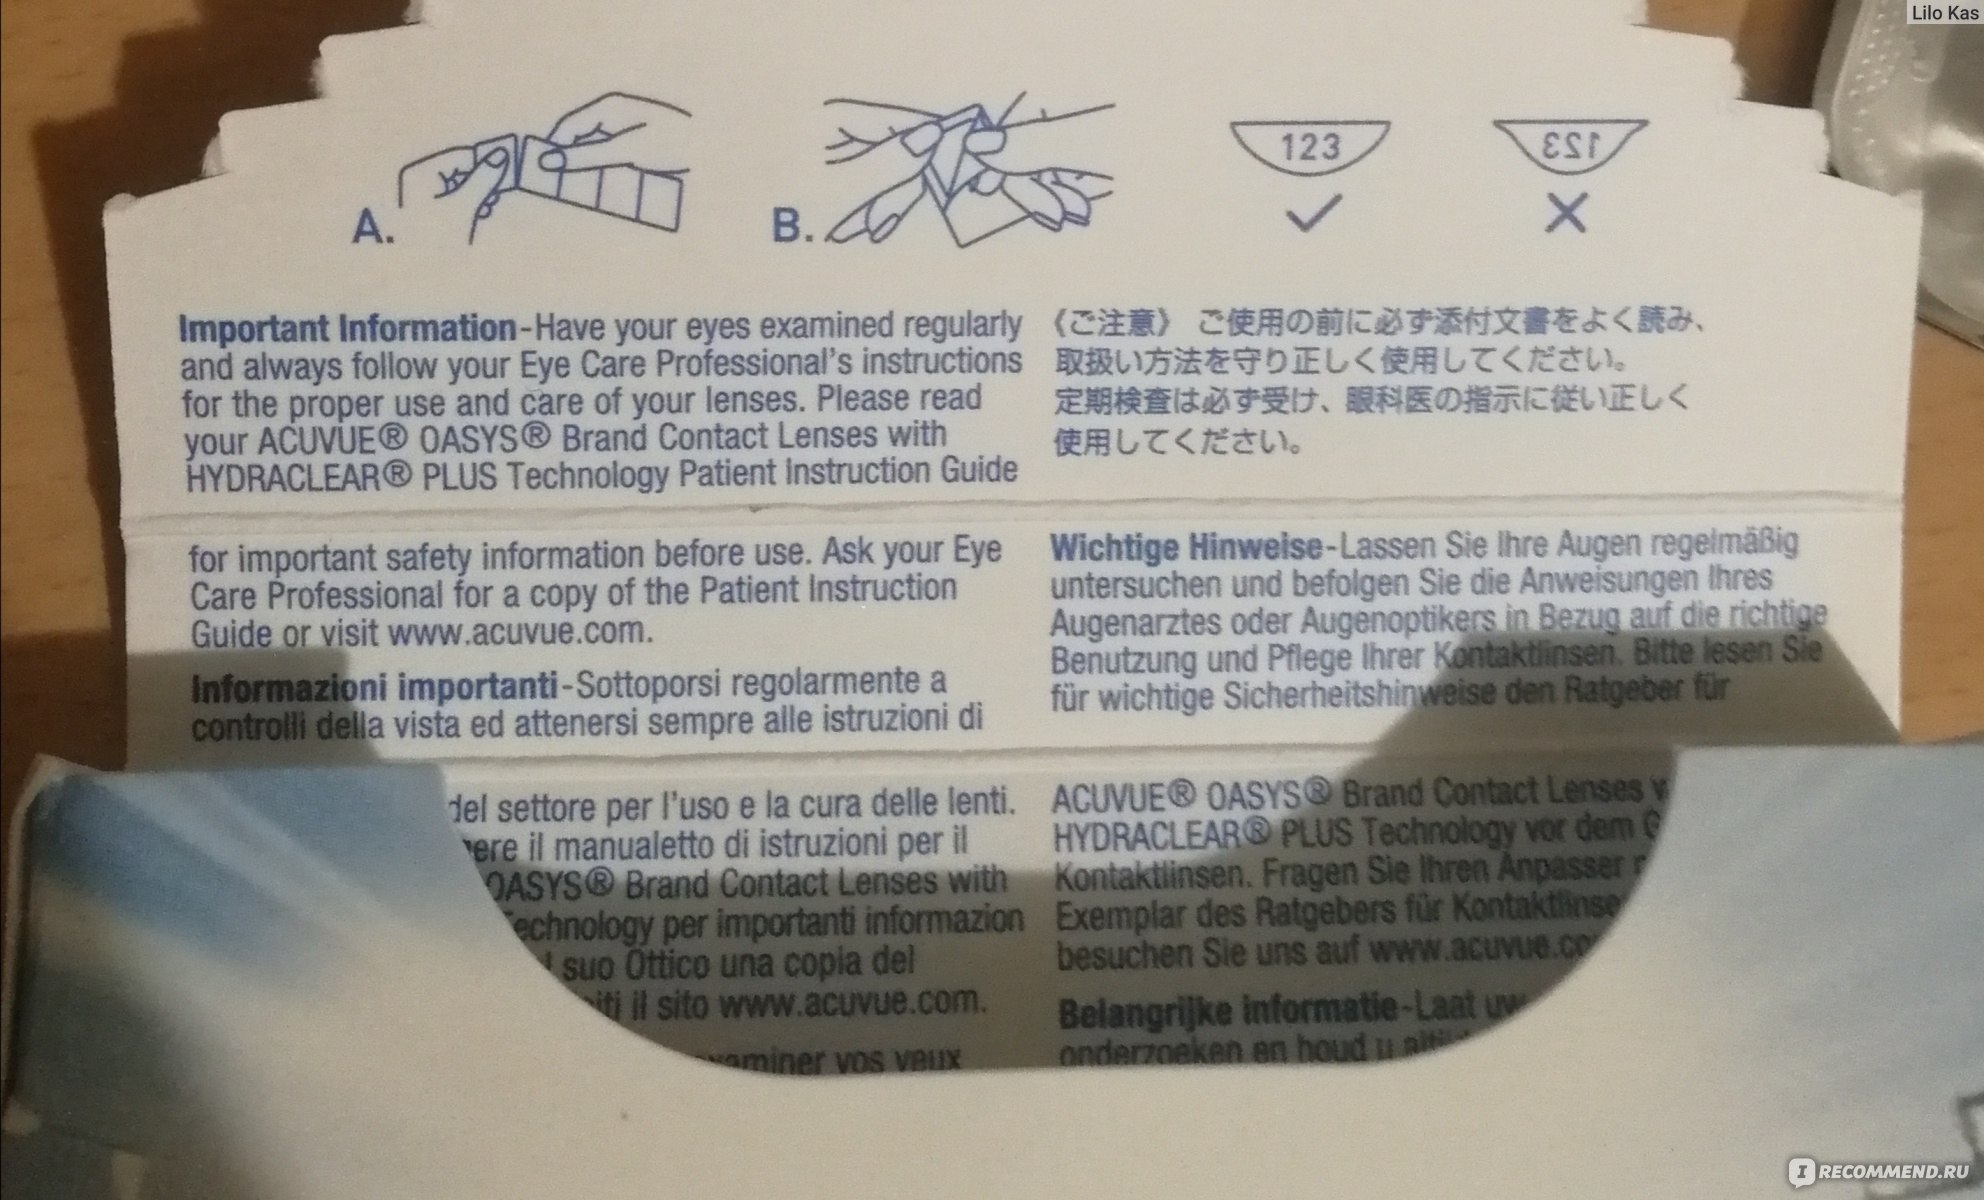 Lilo Kas
A.
B.
123
123
Important Information-Have your eyes examined regularly
and always follow your Eye Care Professional's instructions
for the proper use and care of your lenses. Please read
your ACUVUE® OASYS® Brand Contact Lenses with
HYDRACLEAR® PLUS Technology Patient Instruction Guide
for important safety information before use. Ask your Eye
Care Professional for a copy of the Patient Instruction
Guide or visit www.acuvue.com.
Informazioni importanti-Sottoporsi regolarmente a
controlli della vista ed attenersi sempre alle istruzioni di
del settore per l'uso e la cura delle lenti.
il manualetto di istruzioni per il
OASYS® Brand Contact Lenses with
per importanti informazion
suo Ottico una copia del
il sito www.acuvue.com.
vos yeux
《ご注意》 ご使用の前に必ず添付文書をよく読み、
取扱い方法を守り正しく使用してください。
定期検査は必ず受け、眼科医の指示に従い正しく
使用してください。
Wichtige Hinweise-Lassen Sie Ihre Augen regelmäßig
untersuchen und befolgen Sie die Anweisungen Ihres
Augenarztes oder Augenoptikers in Bezug auf die richtige
Benutzung und Pflege Ihrer Kontaktlinsen. Bitte lesen Sie
für wichtige Sicherheitshinweise den Ratgeber für
ACUVUE® OASYS® Brand Contact Lenses
HYDRACLEAR® PLUS Technology vor dem
Kontaktlinsen. Fragen Sie Ihren Anpasser
Exemplar des Ratgebers für
besuchen Sie uns auf www.acuvue.co
Belangrijke informatie-Laat uw
onderzoeken en houd u
IRECOMMEND.RU